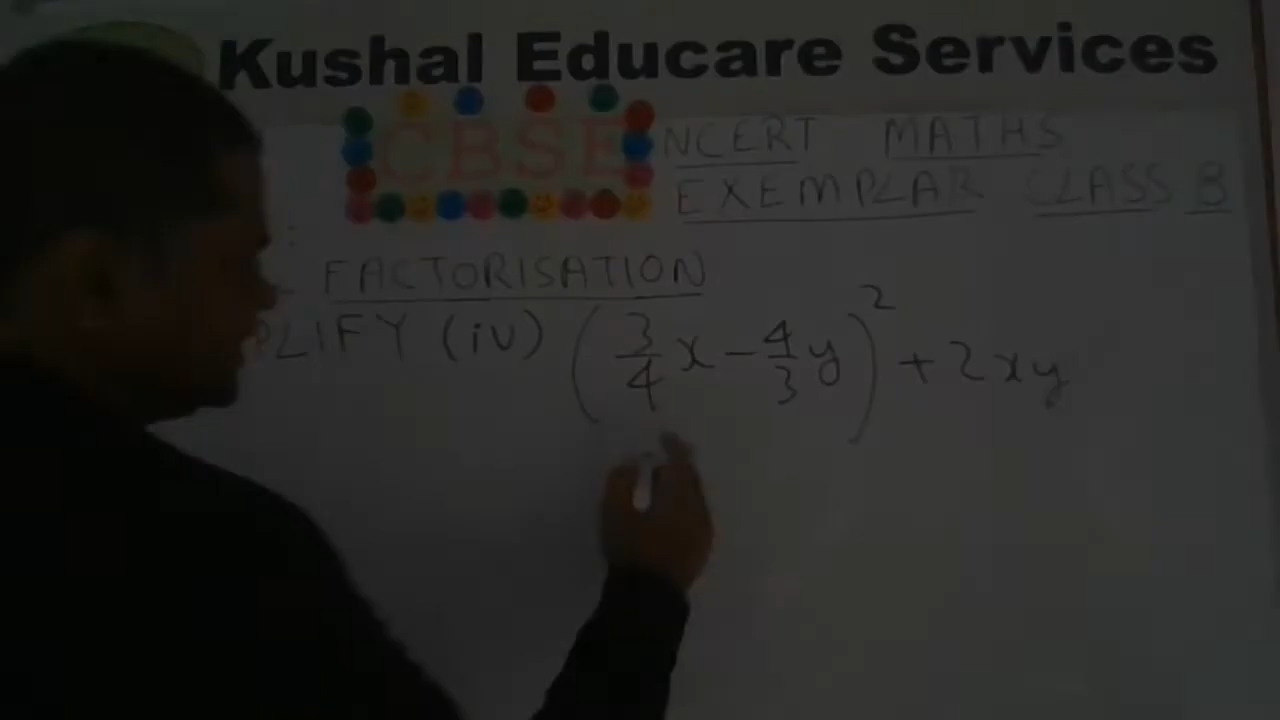 Kushal Educare Services
CBSE NCERT MATHS
EXEMPLAR CLASS 8
: FACTORISATION
PLIFY (iv) (3/4 x - 4/3 y)² + 2xy